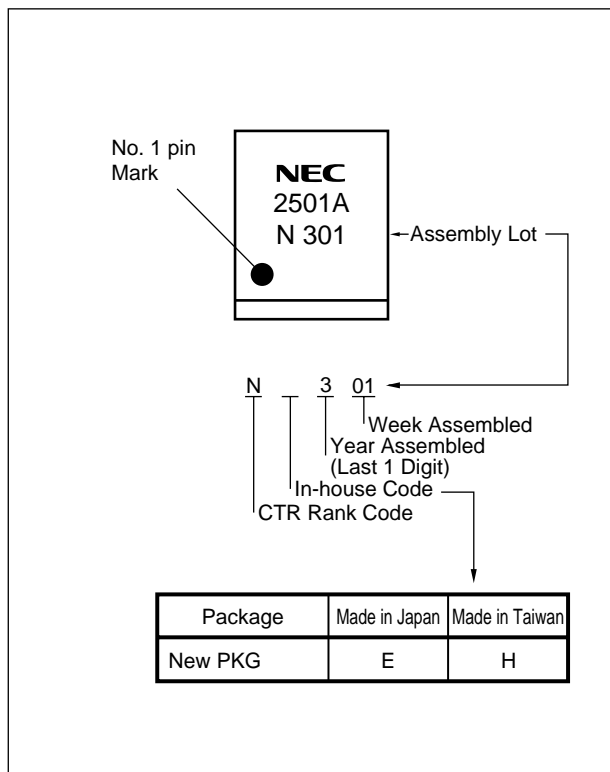 No. 1 pin
Mark
NEC
2501A
N 301
Assembly Lot
N 3 01
Week Assembled
Year Assembled
(Last 1 Digit)
In-house Code
CTR Rank Code
Package Made in Japan Made in Taiwan
New PKG E H